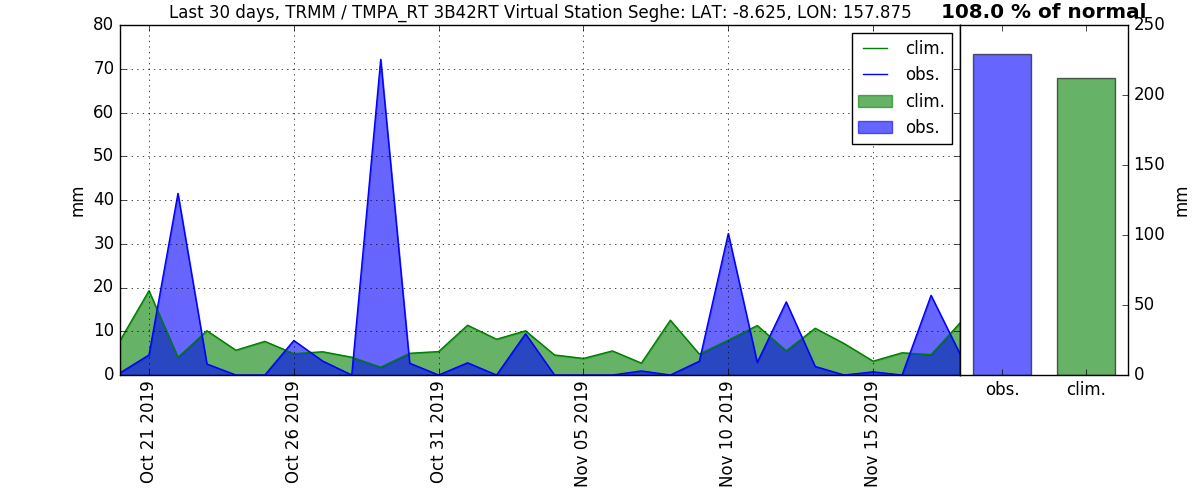 Last 30 days, TRMM / TMPA_RT 3B42RT Virtual Station Seghe: LAT: -8.625, LON: 157.875
108.0 % of normal
80
70
60
50
40
30
20
10
0
mm
clim.
obs.
clim.
obs.
250
200
150
100
50
0
mm
obs.
clim.
Oct 21 2019
Oct 26 2019
Oct 31 2019
Nov 05 2019
Nov 10 2019
Nov 15 2019